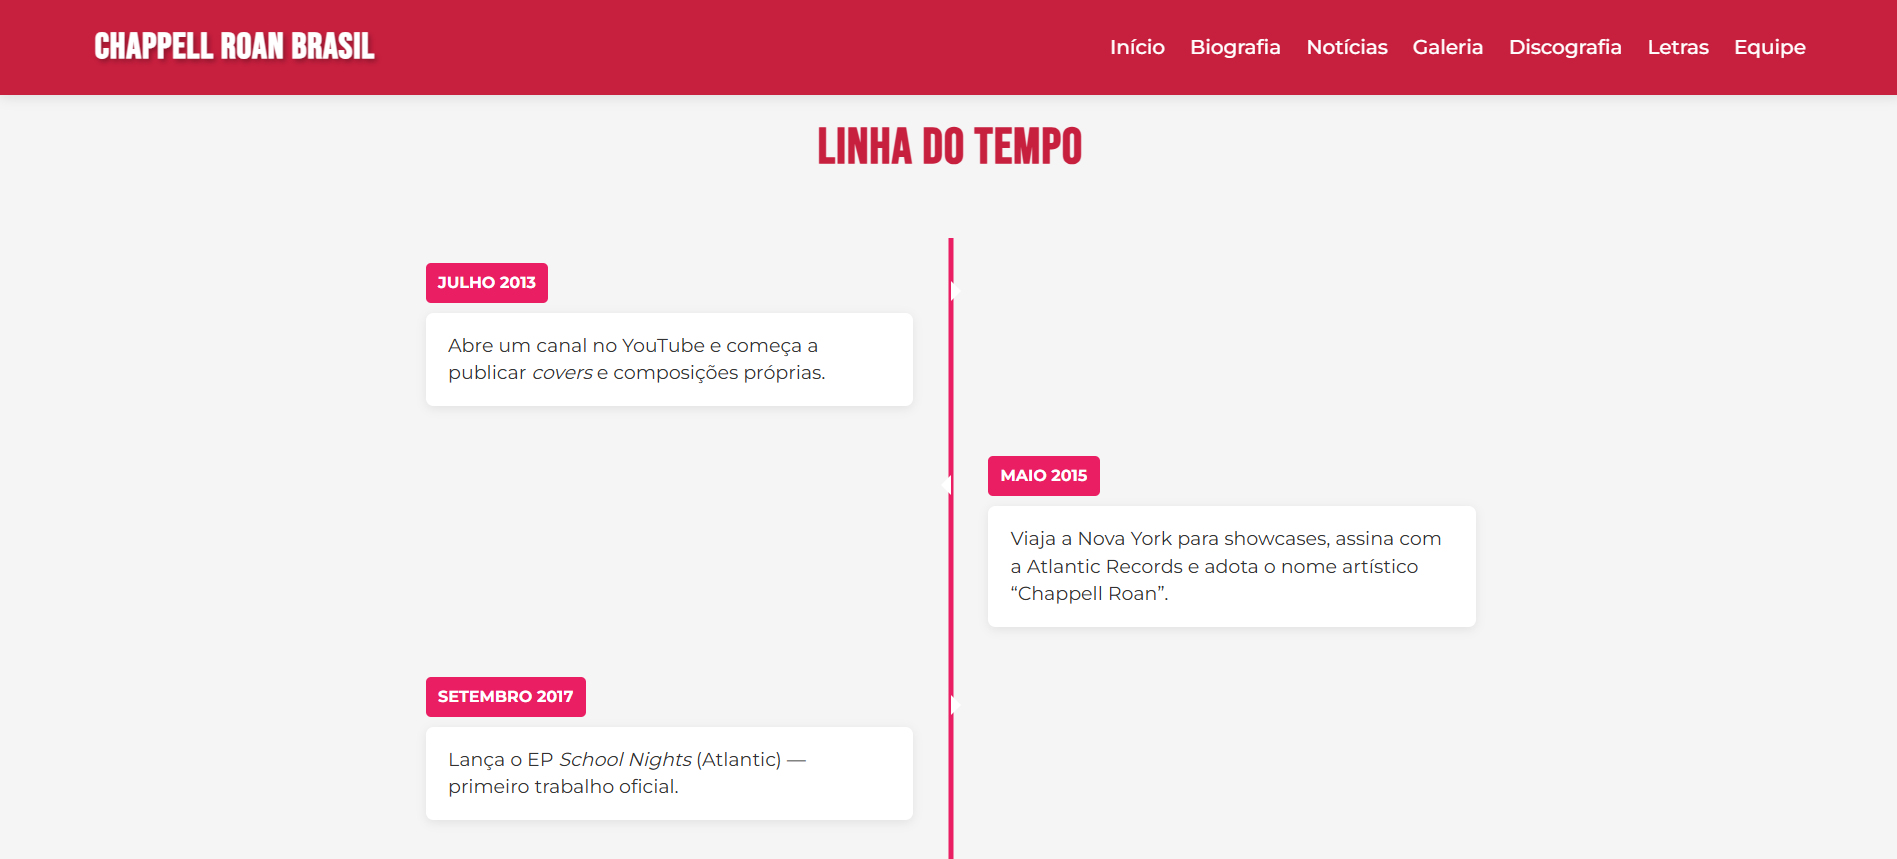 CHAPPELL ROAN BRASIL
Início Biografia Notícias Galeria Discografia Letras Equipe
LINHA DO TEMPO
JULHO 2013
Abre um canal no YouTube e começa a
publicar covers e composições próprias.
MAIO 2015
Viaja a Nova York para showcases, assina com
a Atlantic Records e adota o nome artístico
“Chappell Roan”.
SETEMBRO 2017
Lança o EP School Nights (Atlantic) —
primeiro trabalho oficial.